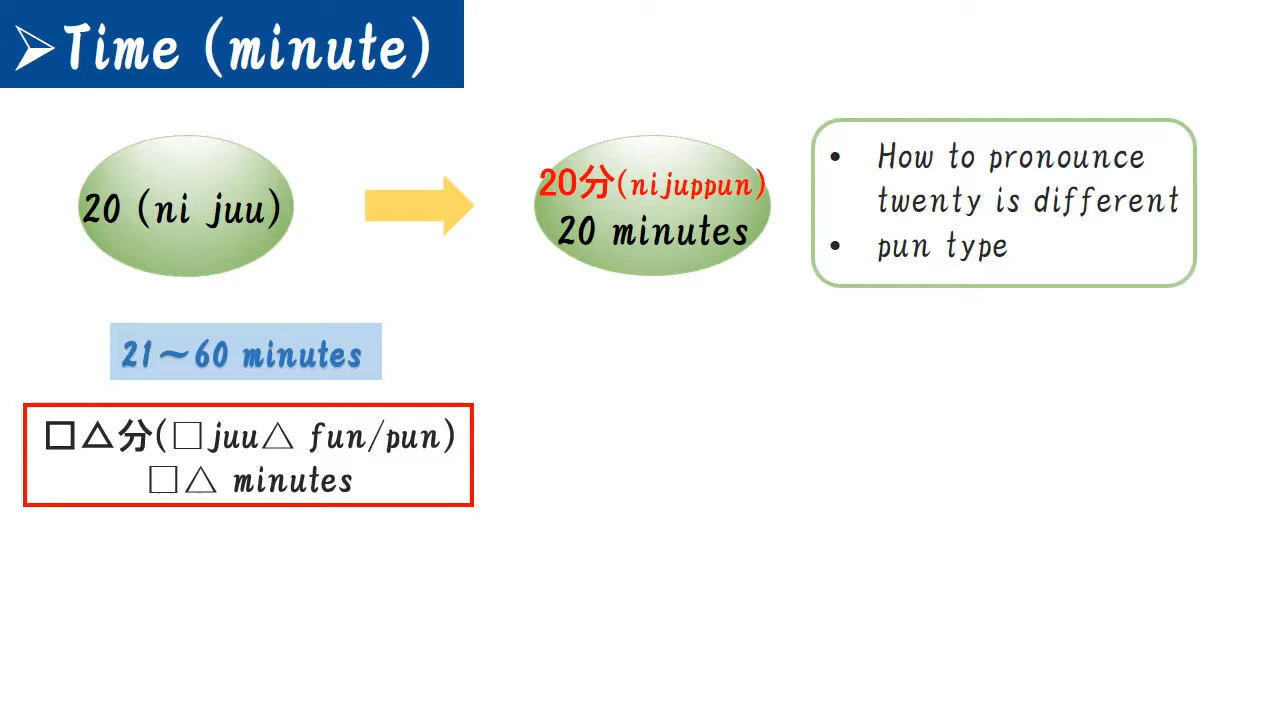 ➢Time (minute)
20 (ni juu)
20分(nijuppun)
20 minutes
• How to pronounce
twenty is different
• pun type
21～60 minutes
□△分(□juu△ fun/pun)
□△ minutes